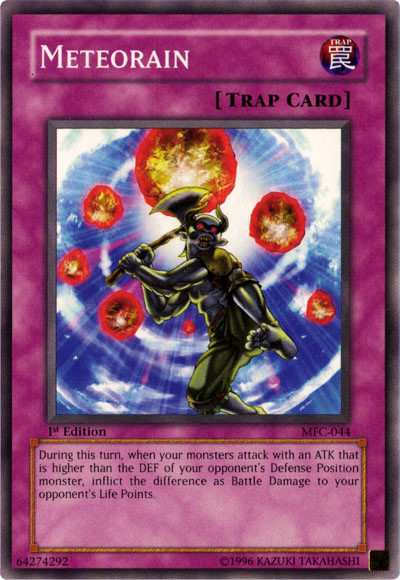 METEORAIN
TRAP
罠
[TRAP CARD]
1st Edition
MFC-044
During this turn, when your monsters attack with an ATK that
is higher than the DEF of your opponent's Defense Position
monster, inflict the difference as Battle Damage to your
opponent's Life Points.
64274292
©1996 KAZUKI TAKAHASHI